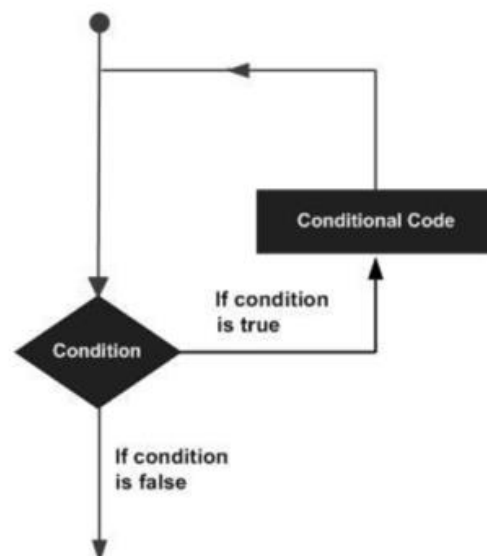 Conditional Code
If condition
is true
Condition
If condition
is false